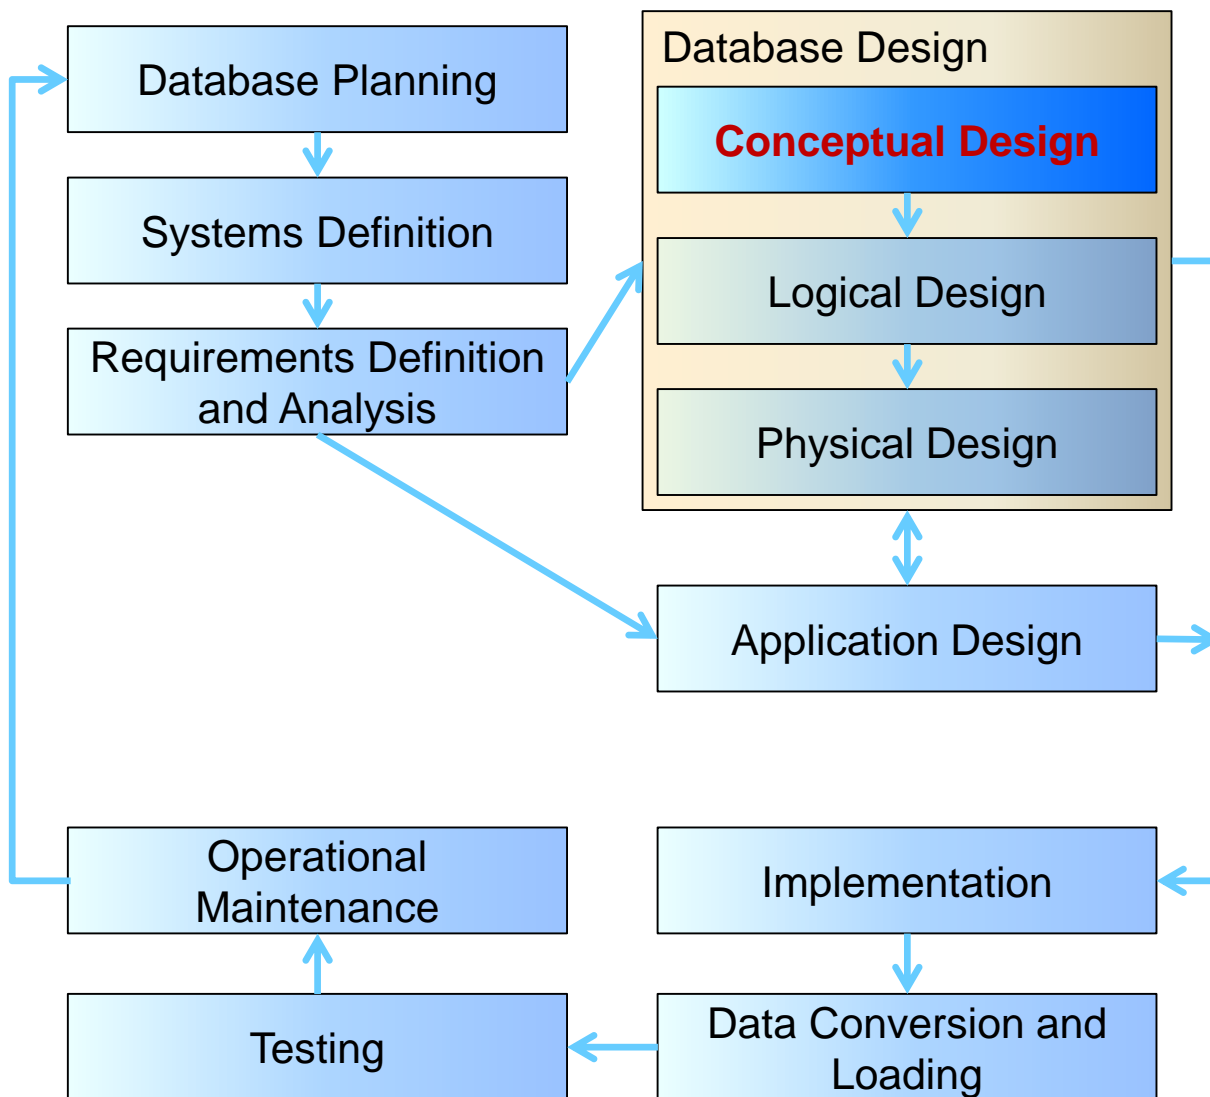 Database Planning
Systems Definition
Requirements Definition
and Analysis
Database Design
Conceptual Design
Logical Design
Physical Design
Application Design
Operational
Maintenance
Implementation
Testing
Data Conversion and
Loading